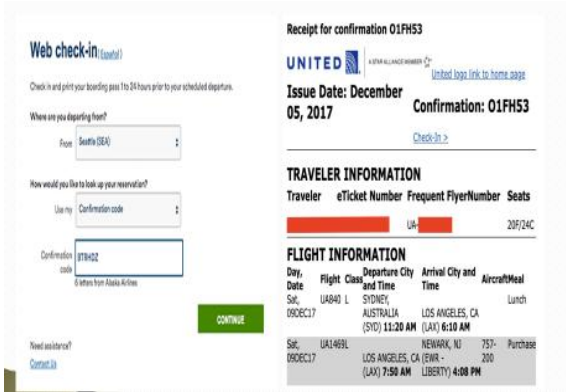 Web check-in (Español)
Check in and print your boarding pass 1 to 24 hours prior to your scheduled departure.
Where are you departing from?
From Seattle (SEA)
How would you like to look up your reservation?
Use my Confirmation code
Confirmation code BTRHDZ
6 letters from Alaska Airlines
CONTINUE
Need assistance?
Contact Us
Receipt for confirmation O1FH53
UNITED A STAR ALLIANCE MEMBER
United logo link to home page
Issue Date: December 05, 2017
Confirmation: O1FH53
Check-In >
TRAVELER INFORMATION
Traveler eTicket Number Frequent FlyerNumber Seats
UA- 20F/24C
FLIGHT INFORMATION
Day, Date Flight Class Departure City and Time Arrival City and Time AircraftMeal
Sat, 09DEC17 UA840 L SYDNEY, AUSTRALIA (SYD) 11:20 AM LOS ANGELES, CA (LAX) 6:10 AM Lunch
Sat, 09DEC17 UA1469L LOS ANGELES, CA (LAX) 7:50 AM NEWARK, NJ (EWR - LIBERTY) 4:08 PM 757-200 Purchase